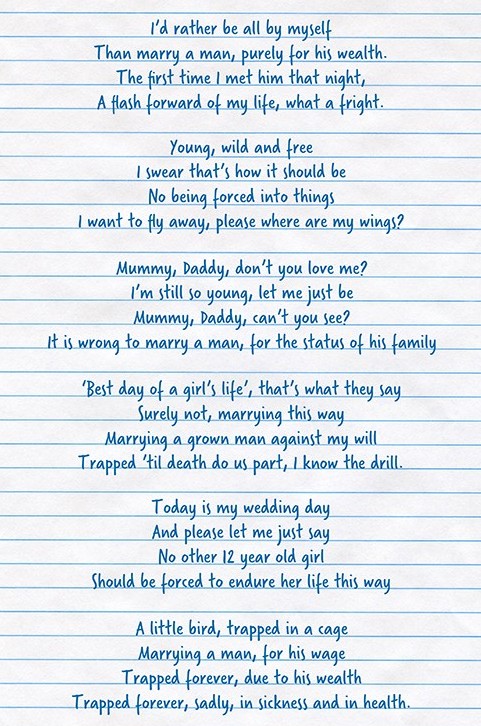 I'd rather be all by myself
Than marry a man, purely for his wealth.
The first time I met him that night,
A flash forward of my life, what a fright.
Young, wild and free
I swear that's how it should be
No being forced into things
I want to fly away, please where are my wings?
Mummy, Daddy, don't you love me?
I'm still so young, let me just be
Mummy, Daddy, can't you see?
It is wrong to marry a man, for the status of his family
'Best day of a girl's life', that's what they say
Surely not, marrying this way
Marrying a grown man against my will
Trapped 'til death do us part, I know the drill.
Today is my wedding day
And please let me just say
No other 12 year old girl
Should be forced to endure her life this way
A little bird, trapped in a cage
Marrying a man, for his wage
Trapped forever, due to his wealth
Trapped forever, sadly, in sickness and in health.